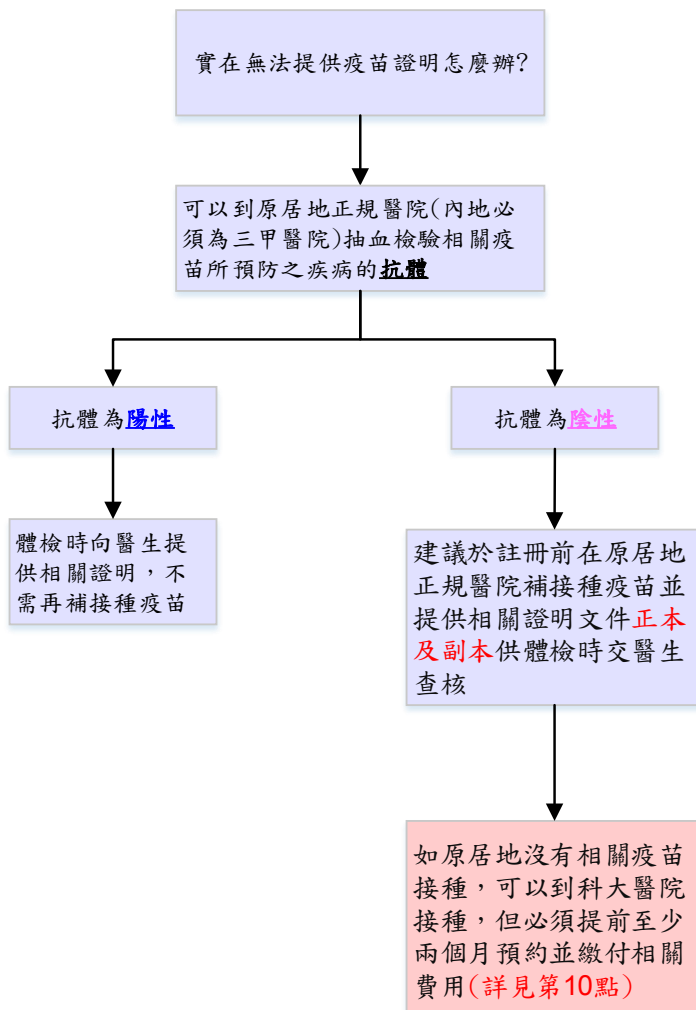 實在無法提供疫苗證明怎麼辦?
可以到原居地正規醫院(內地必
須為三甲醫院)抽血檢驗相關疫
苗所預防之疾病的抗體
抗體為陽性
抗體為陰性
體檢時向醫生提
供相關證明，不
需再補接種疫苗
建議於註冊前在原居地
正規醫院補接種疫苗並
提供相關證明文件正本
及副本供體檢時交醫生
查核
如原居地沒有相關疫苗
接種，可以到科大醫院
接種，但必須提前至少
兩個月預約並繳付相關
費用(詳見第10點)